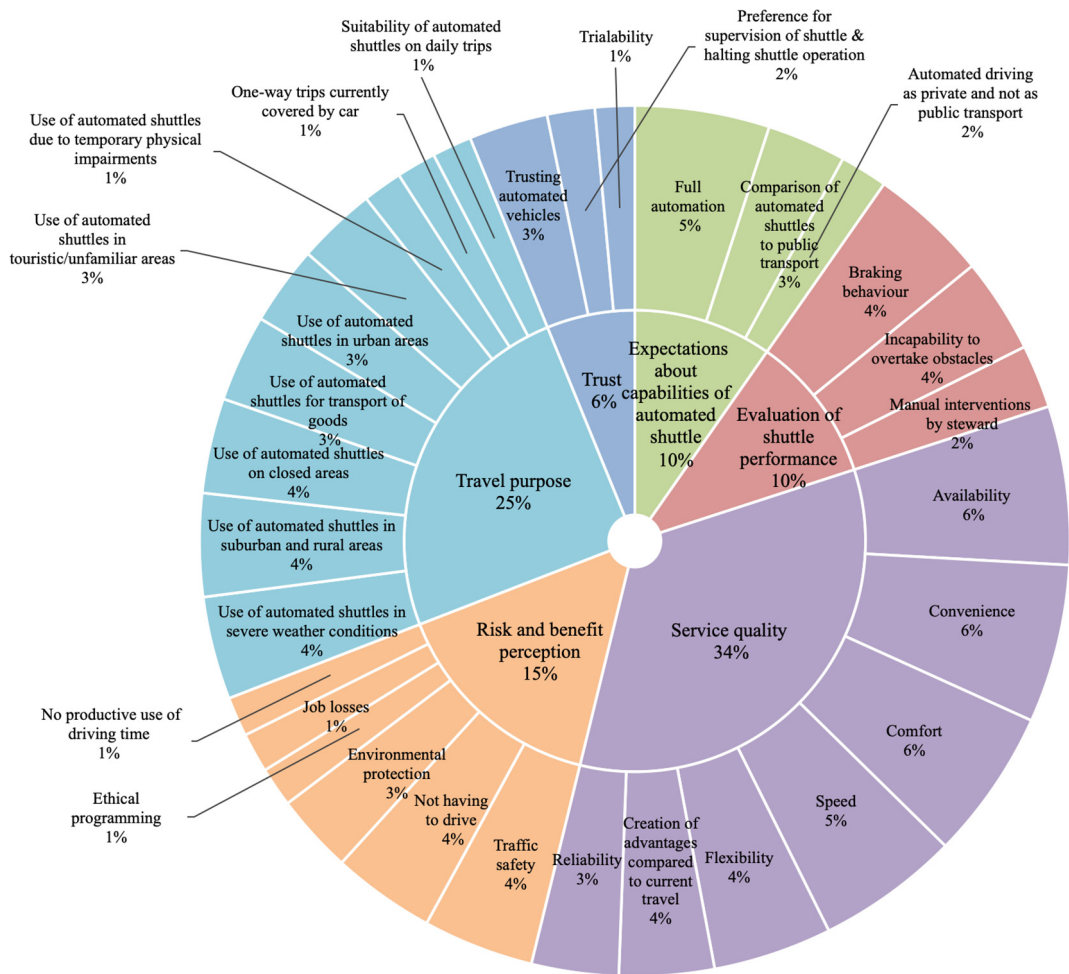 Suitability of automated
shuttles on daily trips
1%
Trialability
1%
Preference for
supervision of shuttle &
halting shuttle operation
2%
Automated driving
as private and not as
public transport
2%
One-way trips currently
covered by car
1%
Use of automated shuttles
due to temporary physical
impairments
1%
Use of automated
shuttles in
touristic/unfamiliar areas
3%
Trusting
automated
vehicles
3%
Full
automation
5%
Comparison of
automated
shuttles
to public
transport
3%
Braking
behaviour
4%
Incapability to
overtake obstacles
4%
Manual interventions
by steward
2%
Use of automated
shuttles in urban areas
3%
Use of automated
shuttles for transport of
goods
3%
Use of automated shuttles
on closed areas
4%
Use of automated shuttles in
suburban and rural areas
4%
Use of automated shuttles in
severe weather conditions
4%
Trust
6%
Expectations
about
capabilities of
automated
shuttle
10%
Evaluation of
shuttle
performance
10%
Travel purpose
25%
Service quality
34%
Risk and benefit
perception
15%
Availability
6%
Convenience
6%
Comfort
6%
Speed
5%
Flexibility
4%
Creation of
advantages
compared
to current
travel
4%
Reliability
3%
Traffic
safety
4%
Not having
to drive
4%
Environmental
protection
3%
Job losses
1%
No productive use of
driving time
1%
Ethical
programming
1%